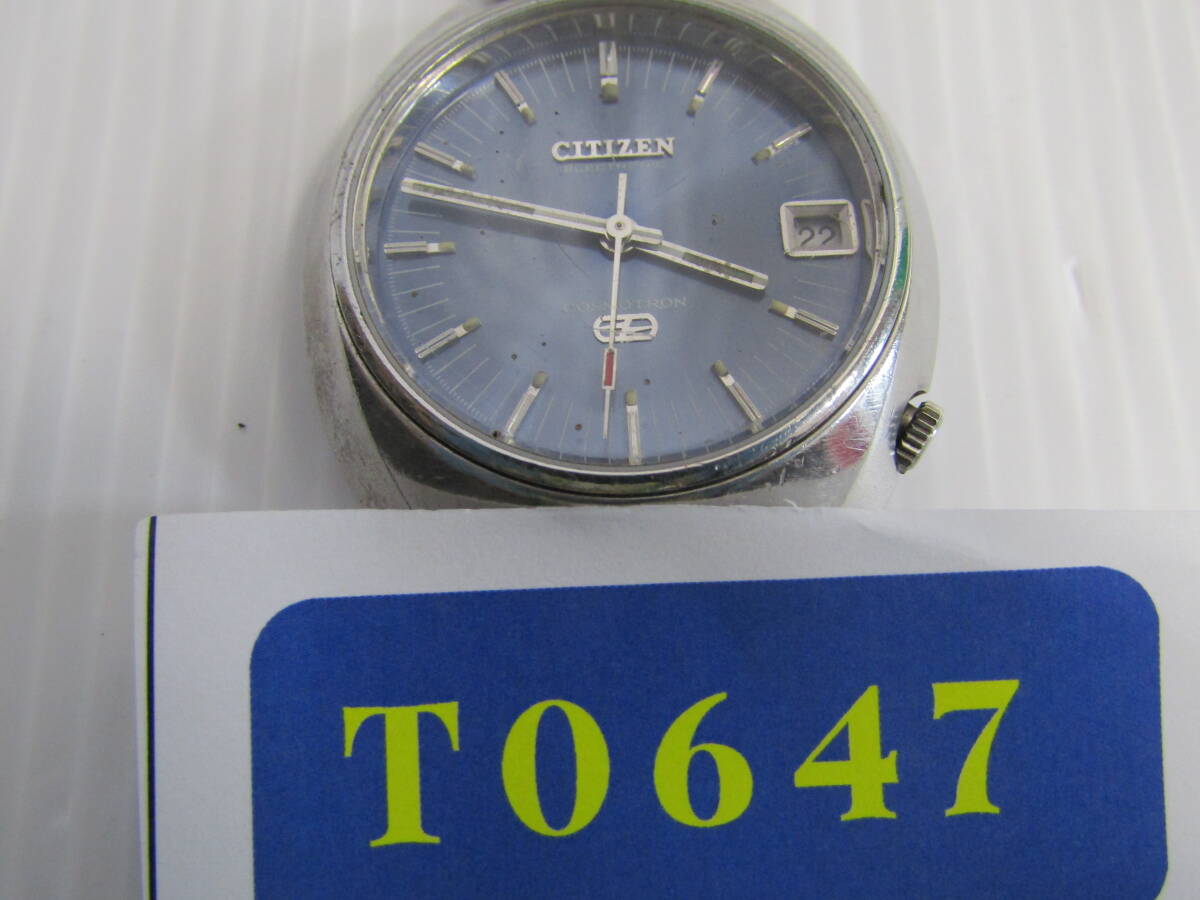 CITIZEN
22
COSMOTRON
T0647